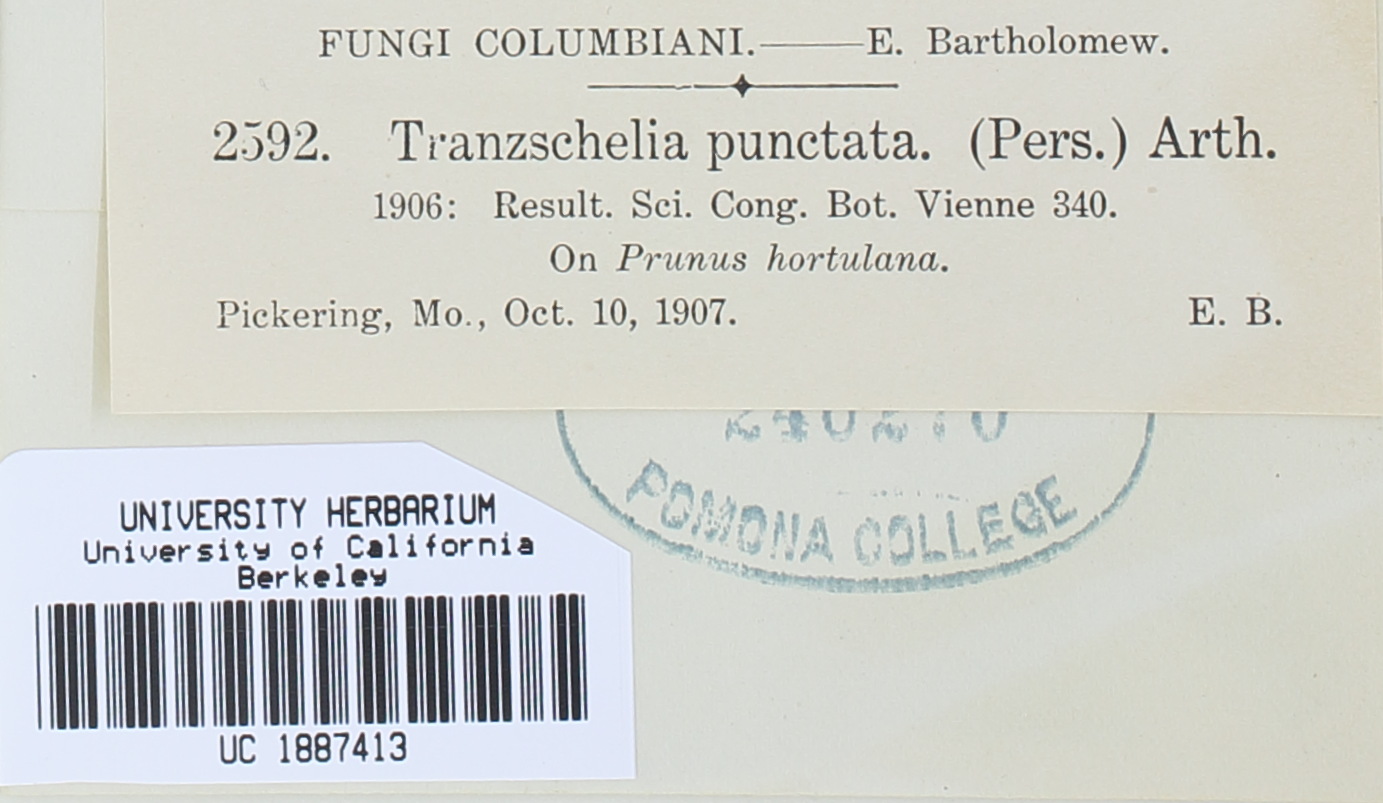 FUNGI COLUMBIANI.——E. Bartholomew.
2592. Tranzschelia punctata. (Pers.) Arth.
1906: Result. Sci. Cong. Bot. Vienne 340.
On Prunus hortulana.
Pickering, Mo., Oct. 10, 1907. E. B.
POMONA COLLEGE
UNIVERSITY HERBARIUM
University of California
Berkeley
UC 1887413